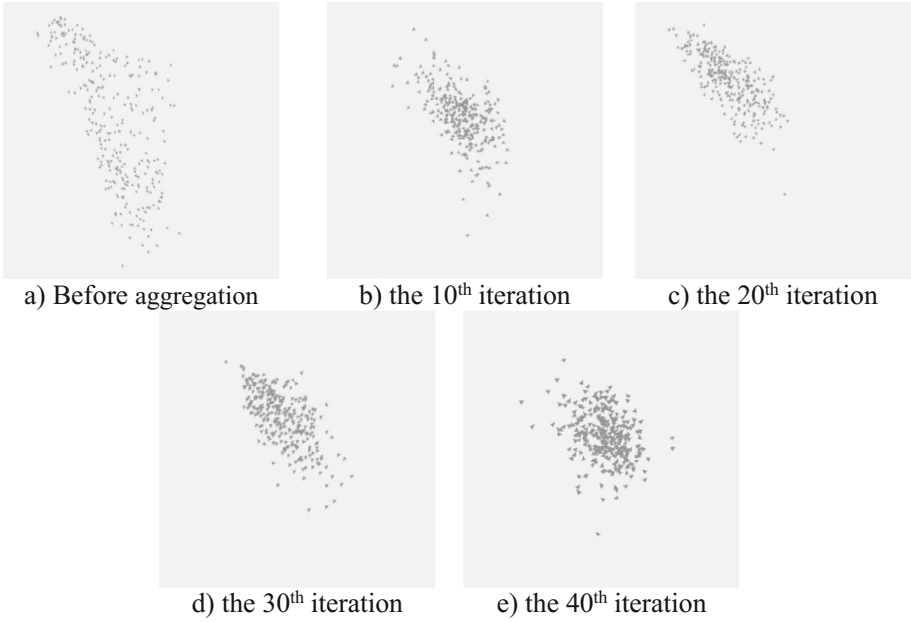 a) Before aggregation
b) the 10th iteration
c) the 20th iteration
d) the 30th iteration
e) the 40th iteration